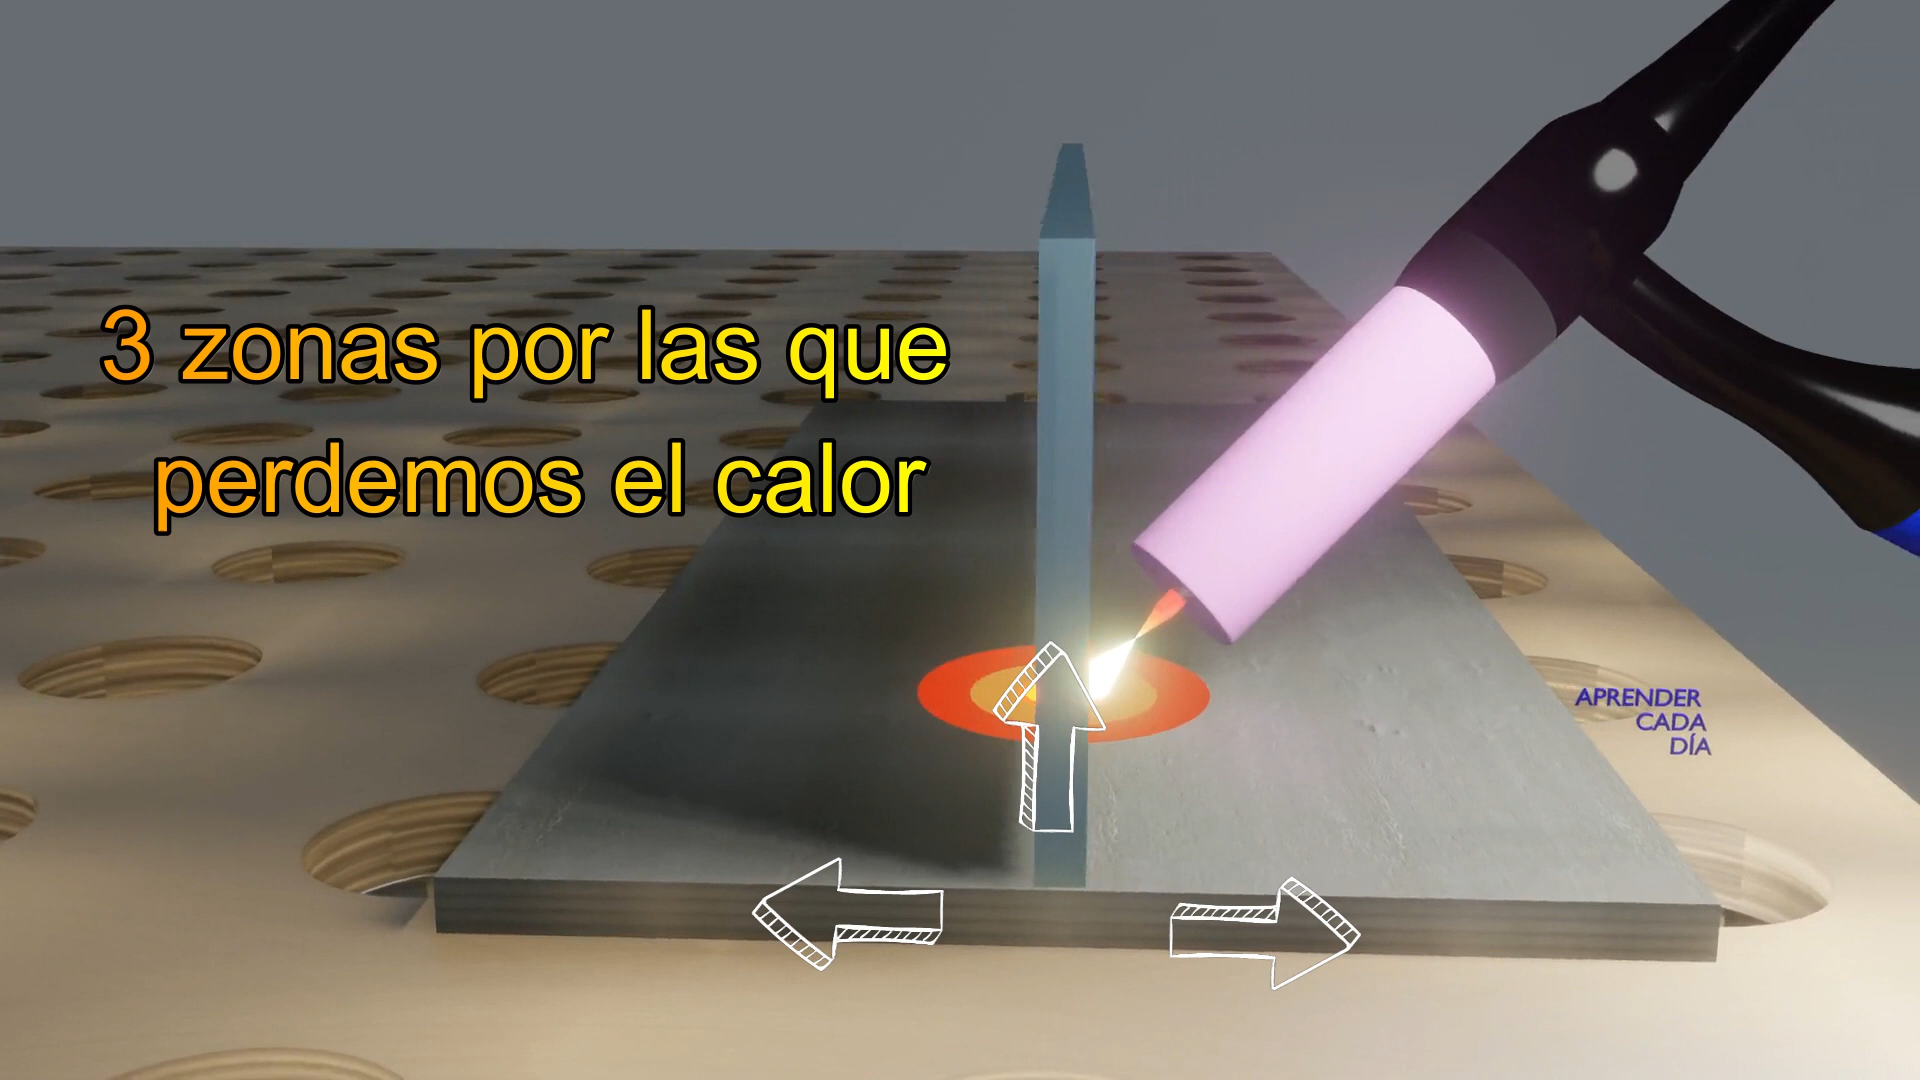 3 zonas por las que
perdemos el calor
APRENDER
CADA
DÍA